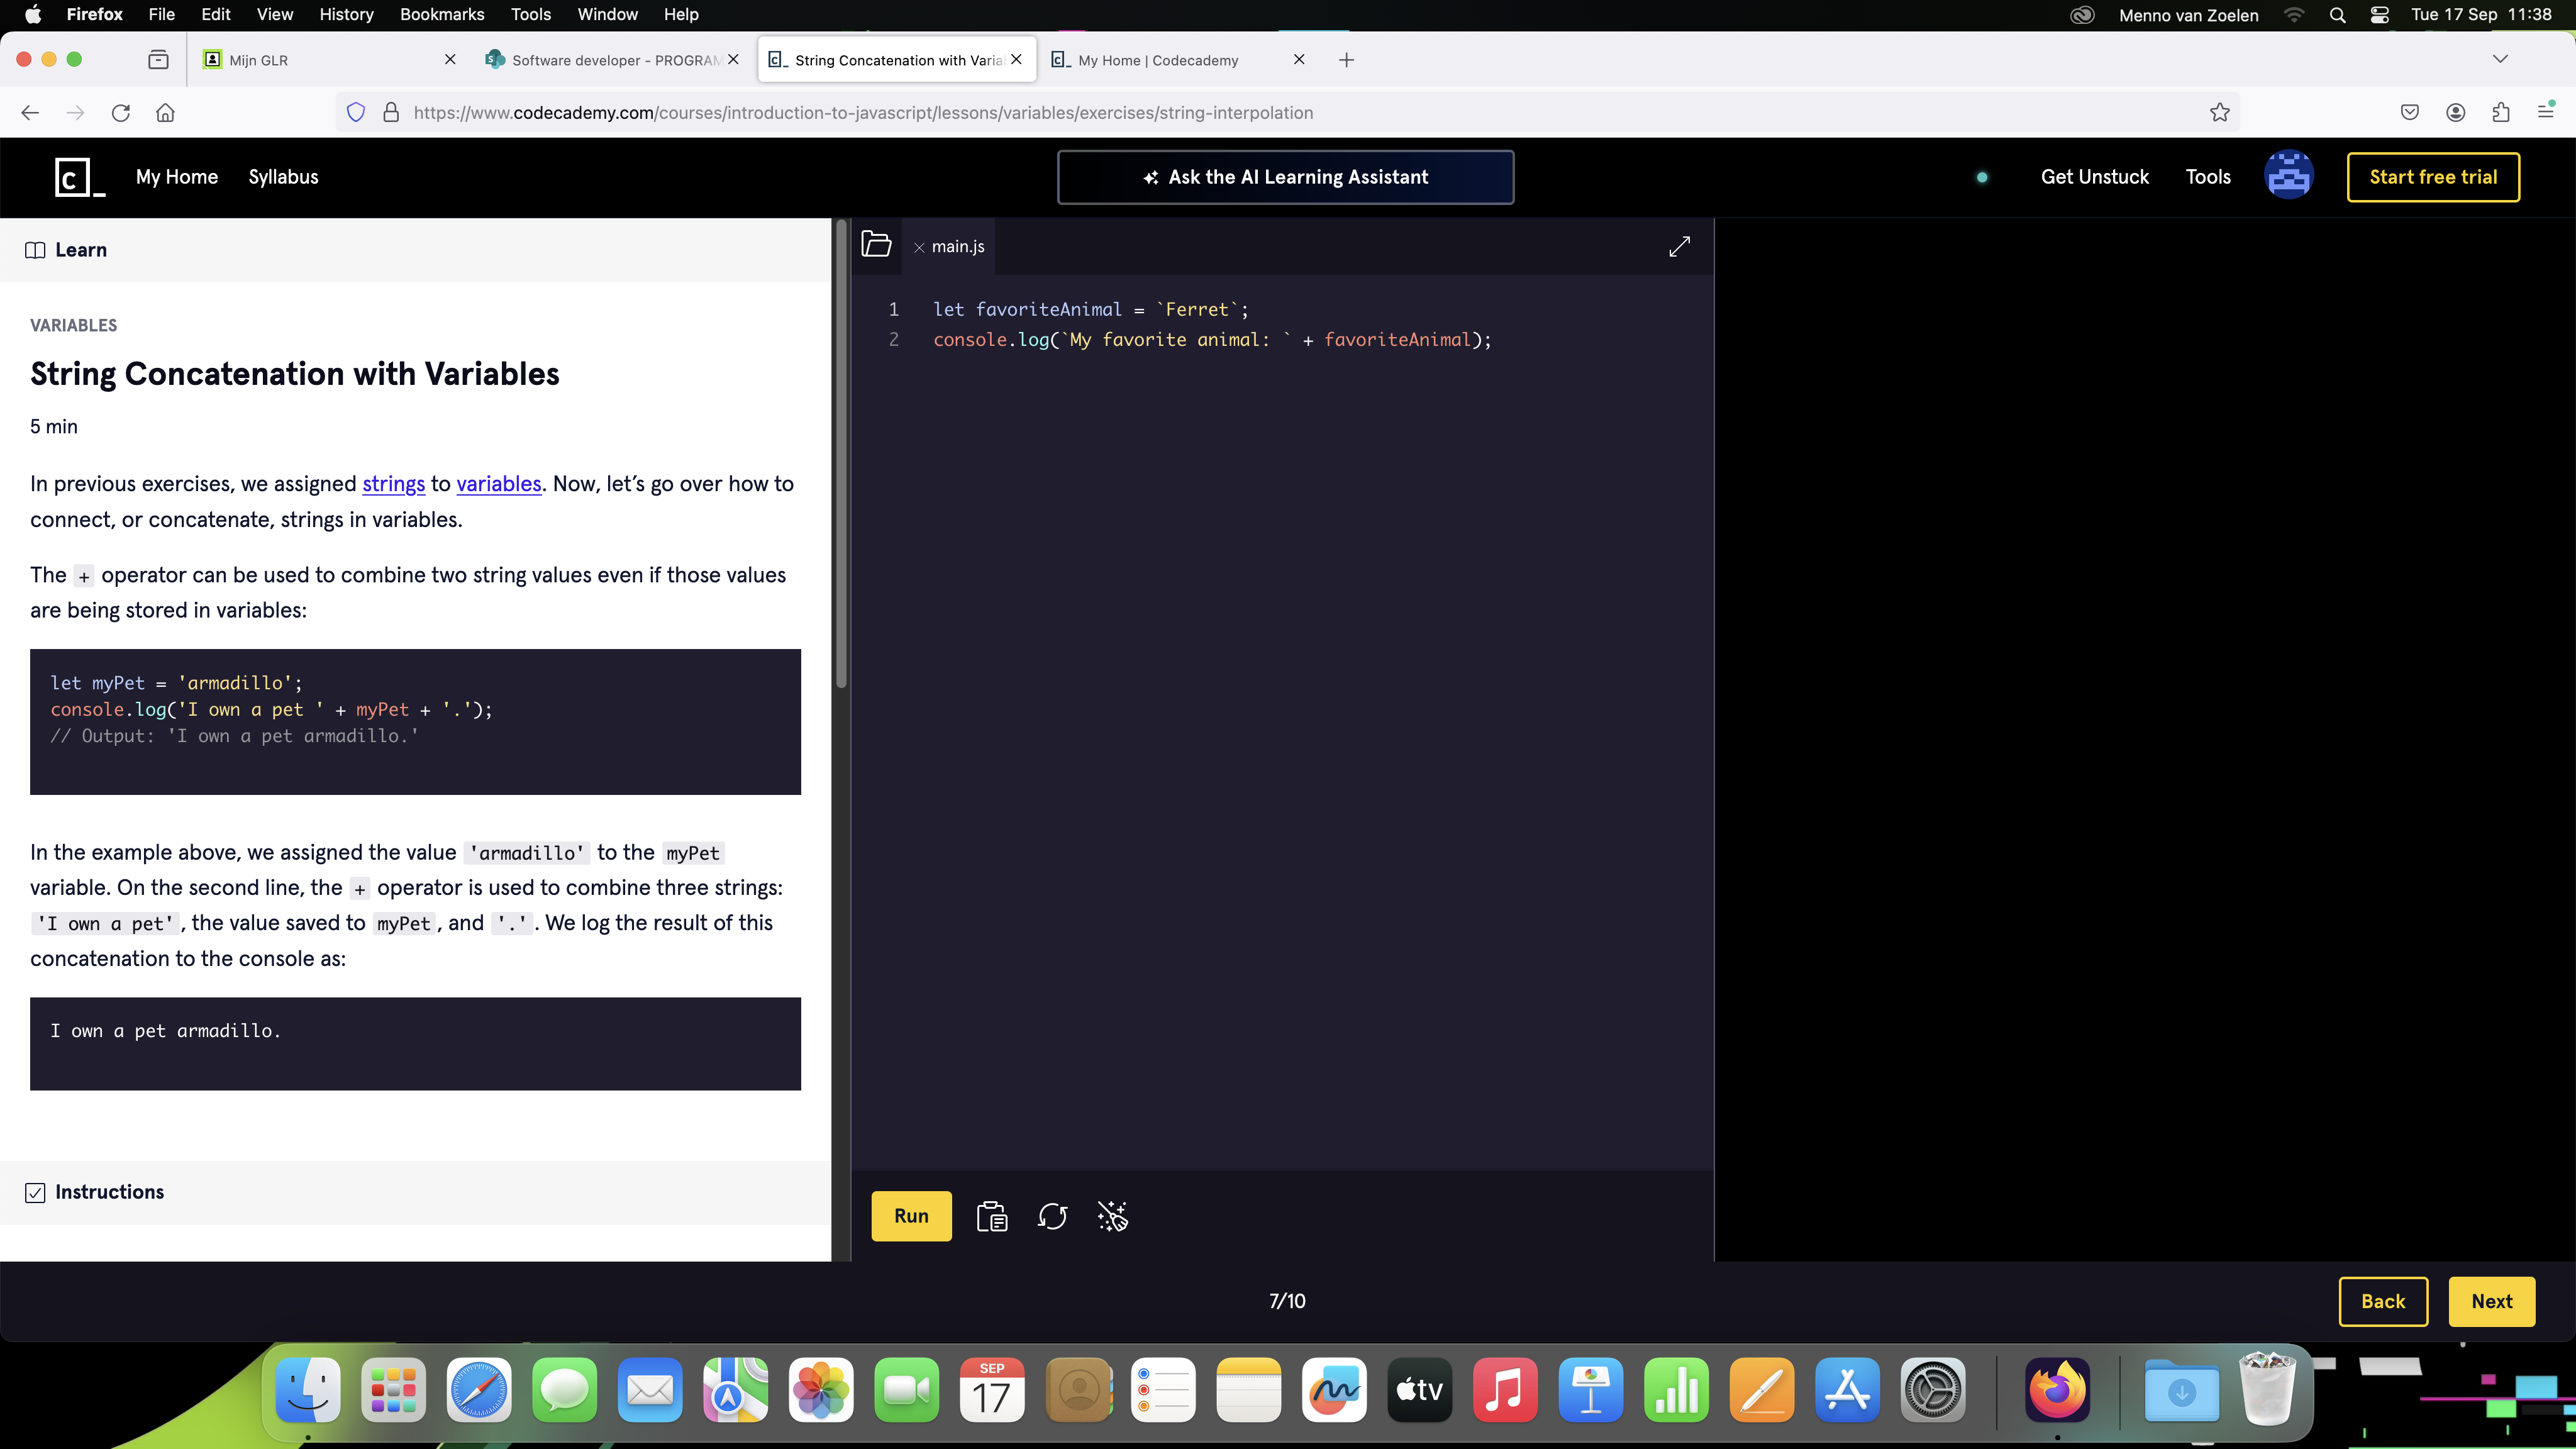 Firefox File Edit View History Bookmarks Tools Window Help Menno van Zoelen Tue 17 Sep 11:38
Mijn GLR Software developer - PROGRAM String Concatenation with Varia My Home | Codecademy
https://www.codecademy.com/courses/introduction-to-javascript/lessons/variables/exercises/string-interpolation
c_ My Home Syllabus Ask the AI Learning Assistant Get Unstuck Tools Start free trial
Learn
VARIABLES
String Concatenation with Variables
5 min
In previous exercises, we assigned strings to variables. Now, let’s go over how to
connect, or concatenate, strings in variables.
The + operator can be used to combine two string values even if those values
are being stored in variables:
let myPet = 'armadillo';
console.log('I own a pet ' + myPet + '.');
// Output: 'I own a pet armadillo.'
In the example above, we assigned the value 'armadillo' to the myPet
variable. On the second line, the + operator is used to combine three strings:
'I own a pet', the value saved to myPet, and '.'. We log the result of this
concatenation to the console as:
I own a pet armadillo.
Instructions
main.js
1 let favoriteAnimal = `Ferret`;
2 console.log(`My favorite animal: ` + favoriteAnimal);
Run
7/10
Back Next
SEP
17
tv